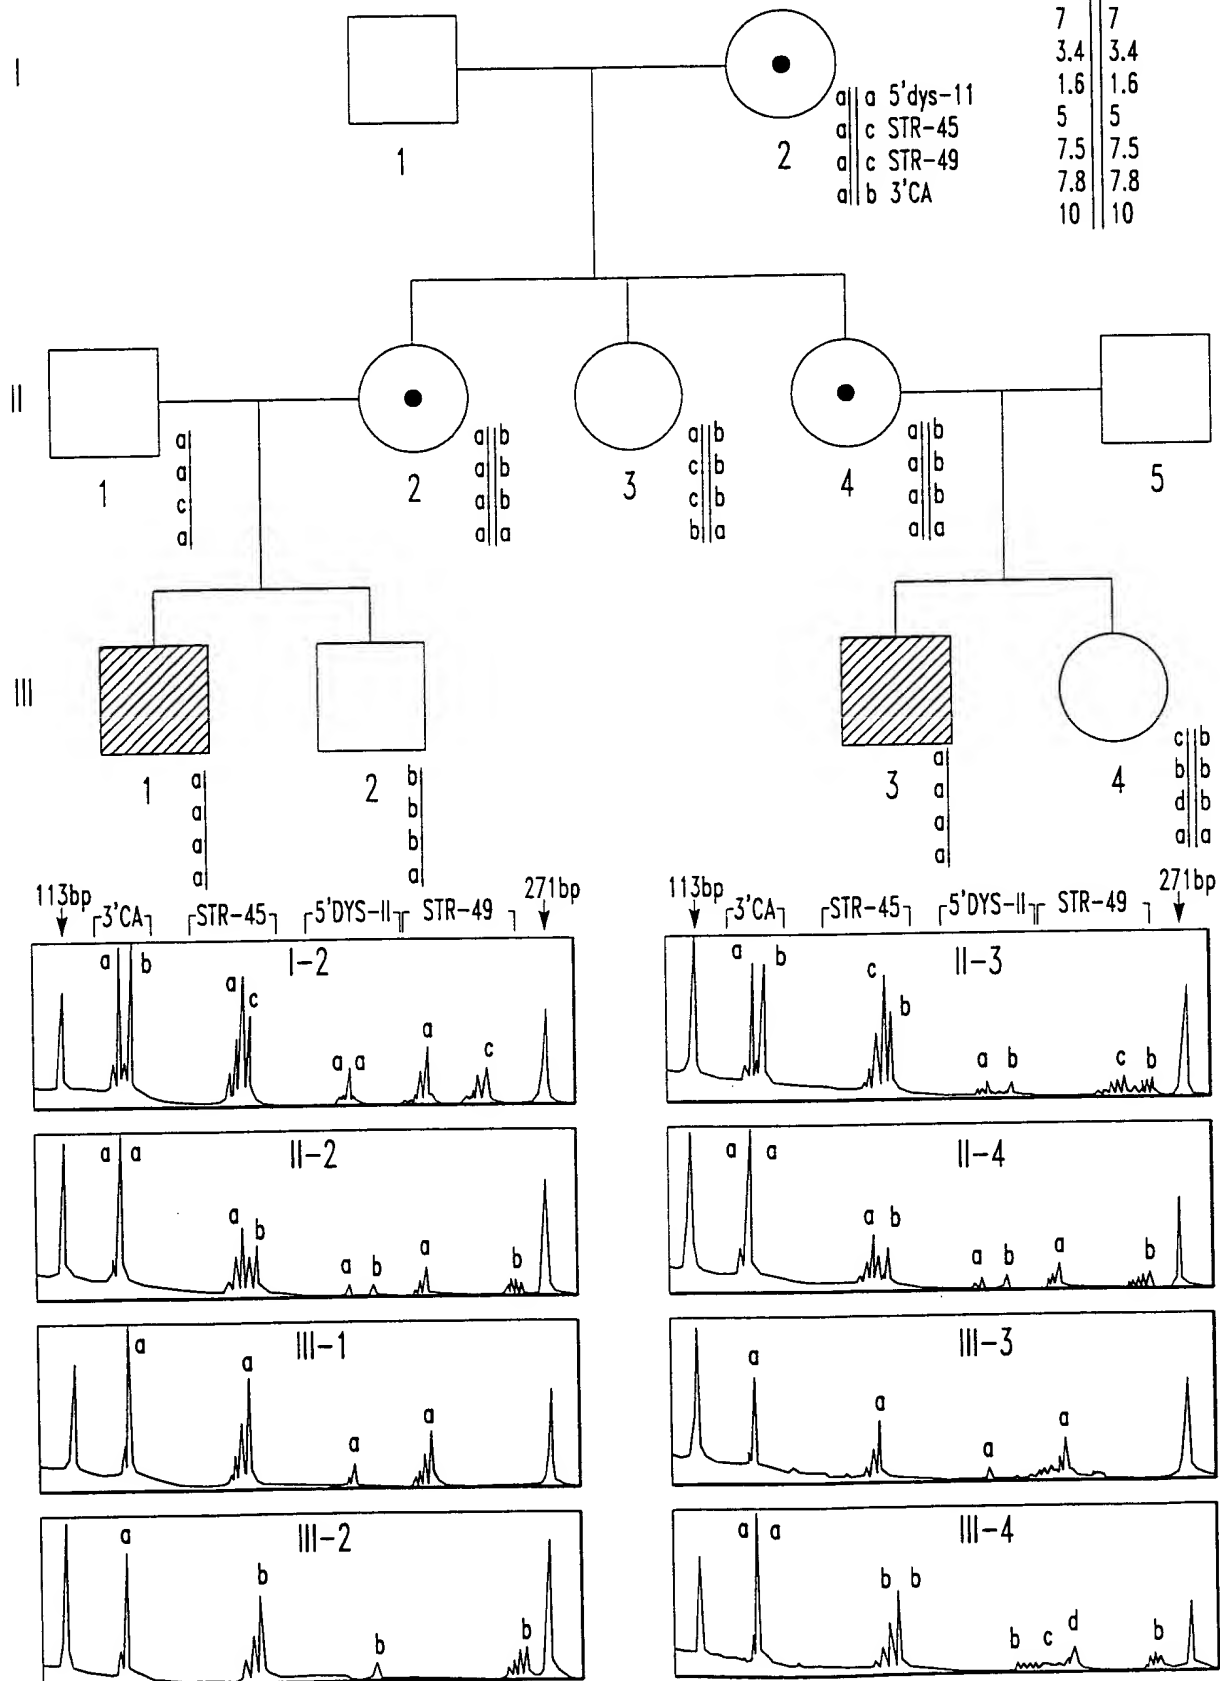 7 7
3.4 3.4
1.6 1.6
5 5
7.5 7.5
7.8 7.8
10 10
I
1
2
a a 5'dys-11
a c STR-45
a c STR-49
a b 3'CA
II
1
a
a
c
a
2
a b
a b
a b
a a
3
a b
c b
c b
b a
4
a b
a b
a b
a a
5
III
1
a
a
a
a
2
b
b
b
a
3
a
a
a
a
4
c b
b b
d b
a a
113bp 3'CA STR-45 5'DYS-II STR-49 271bp
I-2
a b a c a a a c
II-2
a a a b a b a b
III-1
a a a a
III-2
a b b b
113bp 3'CA STR-45 5'DYS-II STR-49 271bp
II-3
a b c b a b c b
II-4
a a a b a b a b
III-3
a a a a
III-4
a a b b b c d b